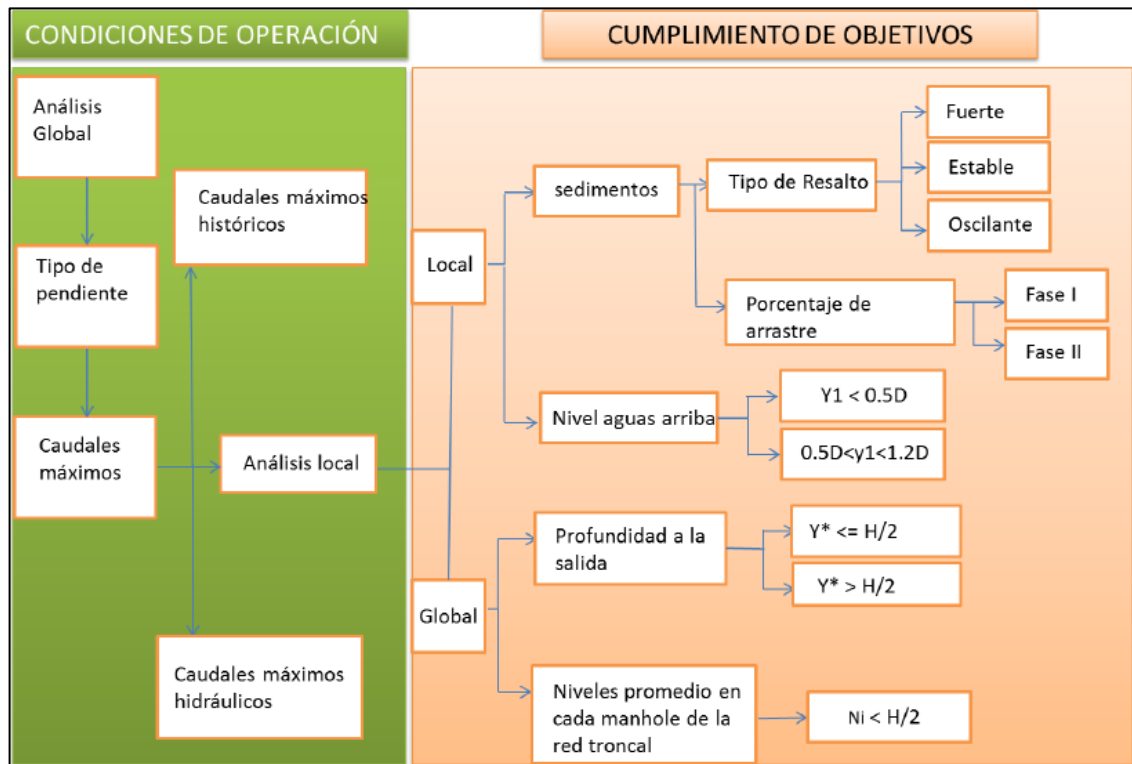 CONDICIONES DE OPERACIÓN
Análisis
Global
Tipo de
pendiente
Caudales
máximos
Caudales máximos
históricos
Análisis local
Caudales máximos
hidráulicos
CUMPLIMIENTO DE OBJETIVOS
Local
sedimentos
Tipo de Resalto
Fuerte
Estable
Oscilante
Porcentaje de
arrastre
Fase I
Fase II
Nivel aguas arriba
Y1 < 0.5D
0.5D<y1<1.2D
Global
Profundidad a la
salida
Y* <= H/2
Y* > H/2
Niveles promedio en
cada manhole de la
red troncal
Ni < H/2